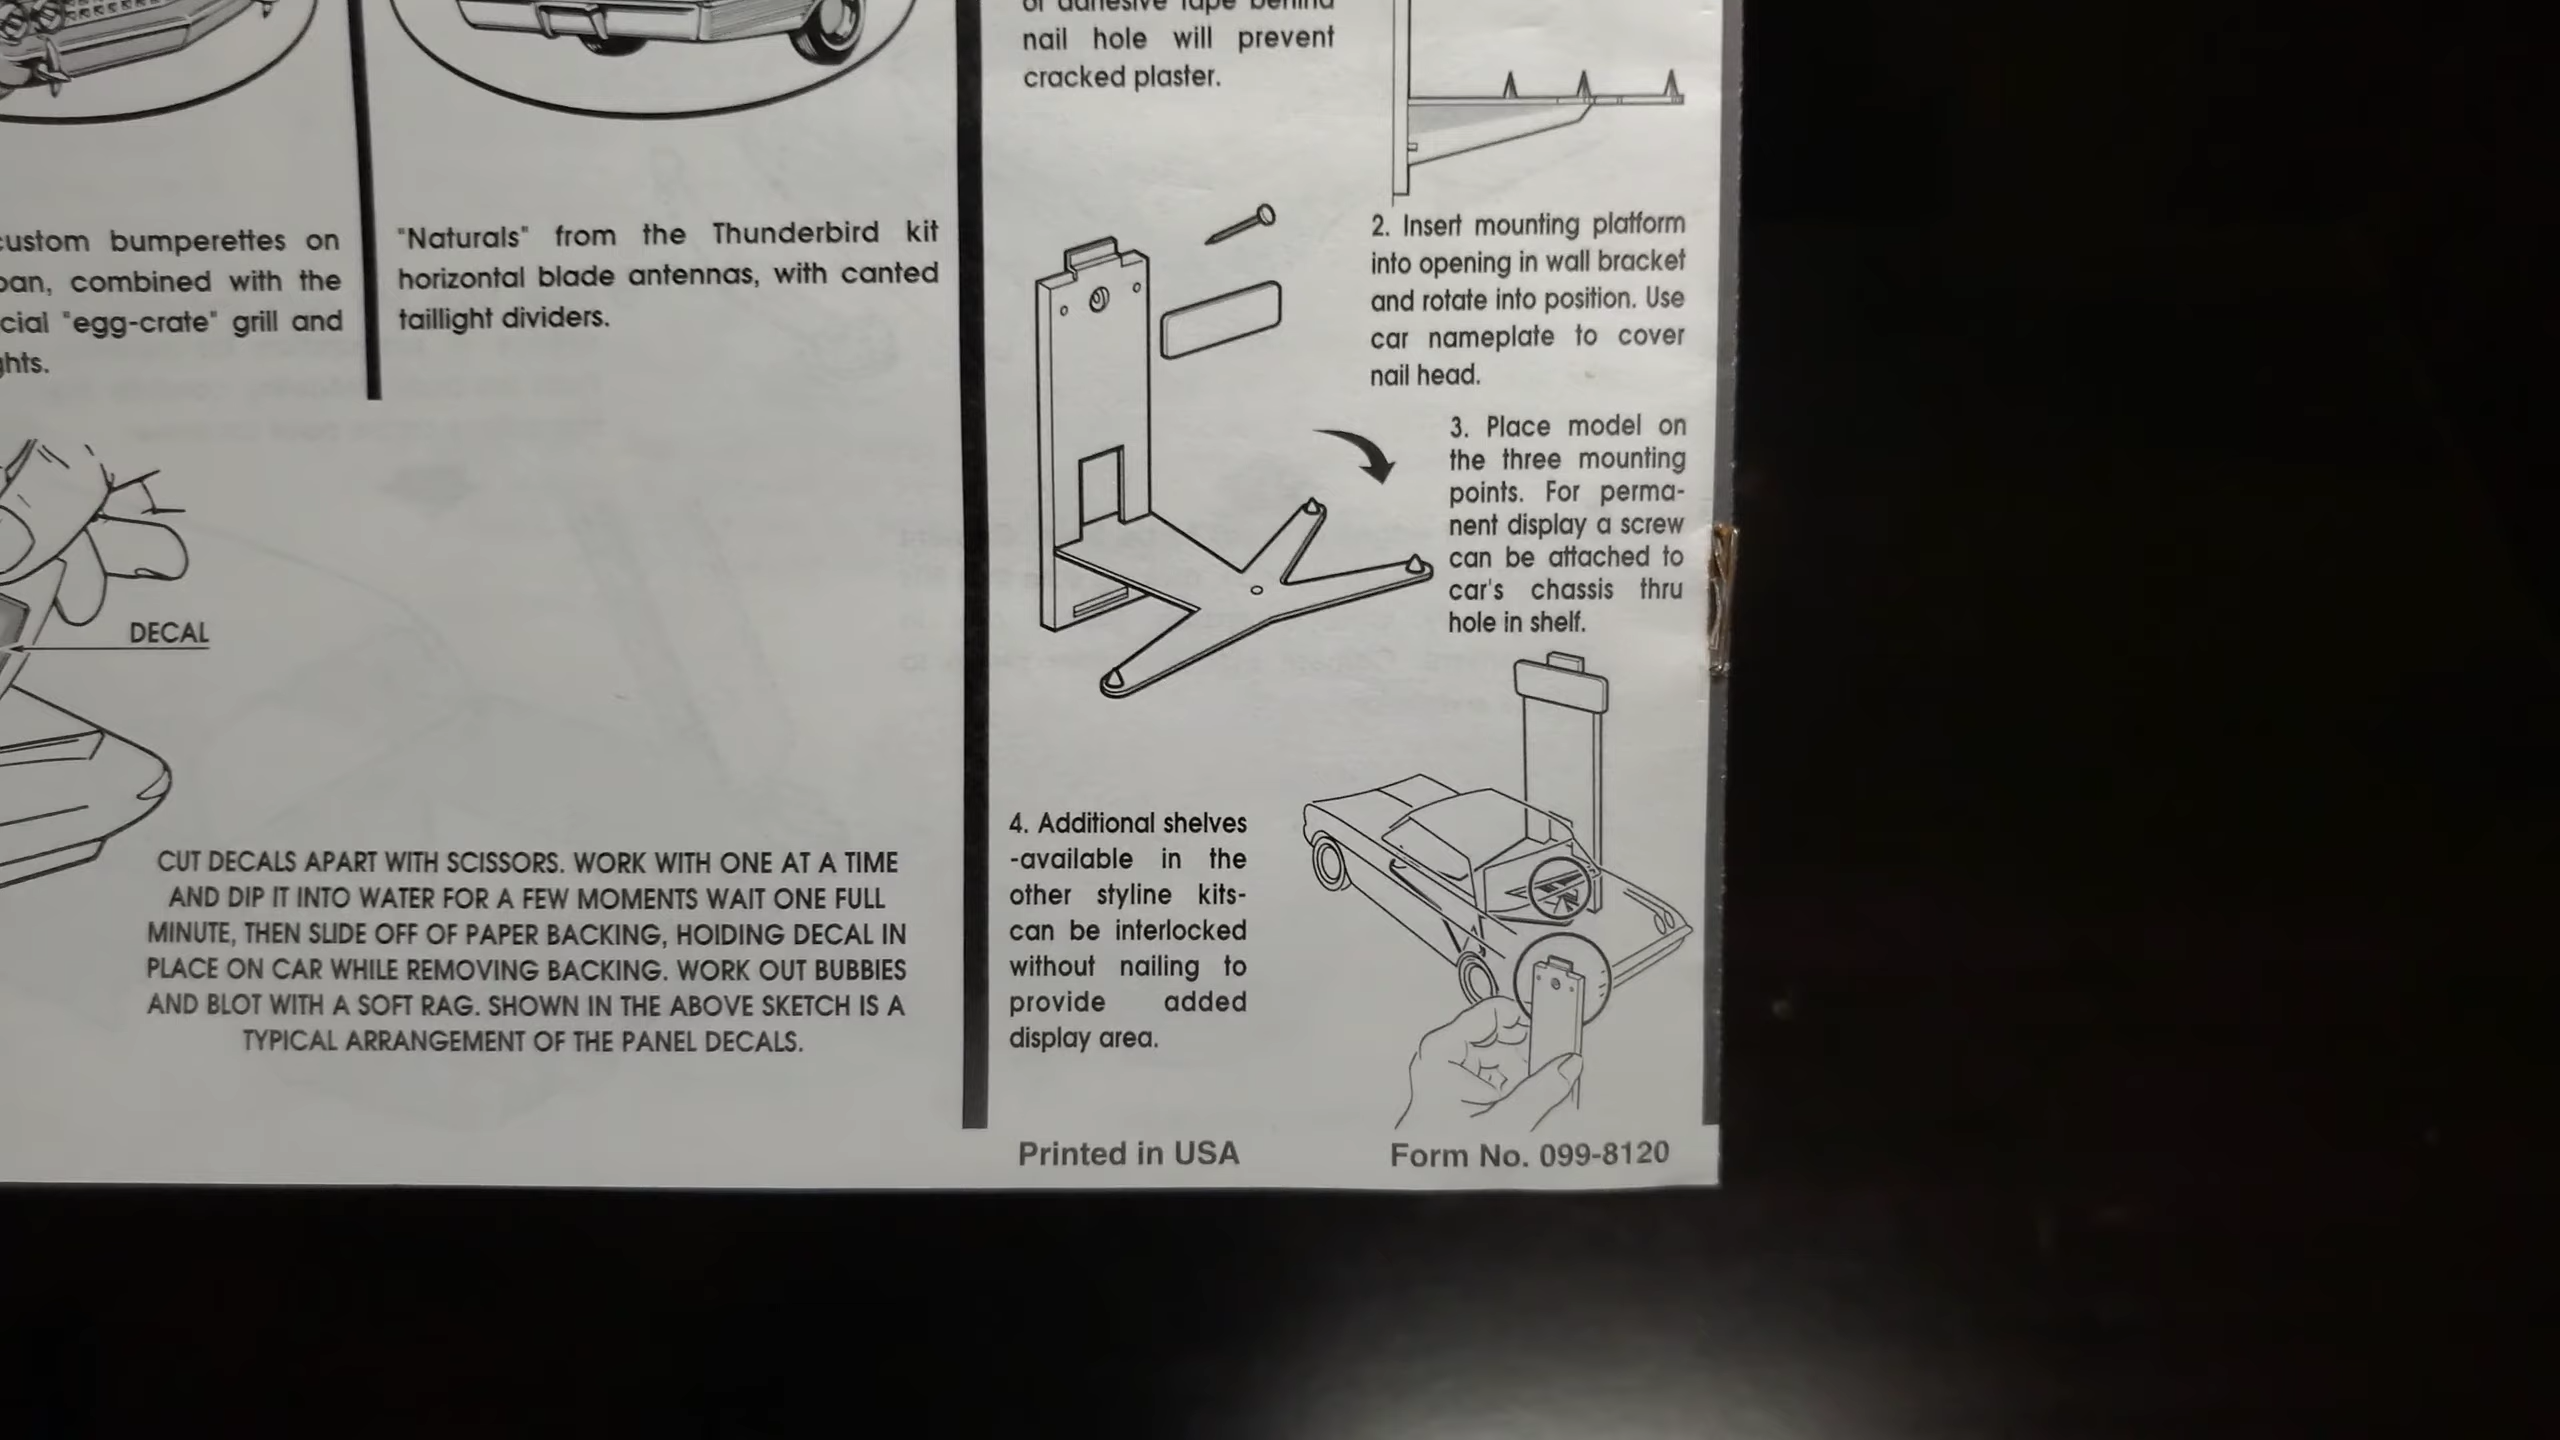 custom bumperettes on
combined with the
"egg-crate" grill and
"Naturals" from the Thunderbird kit
horizontal blade antennas, with canted
taillight dividers.
DECAL
CUT DECALS APART WITH SCISSORS. WORK WITH ONE AT A TIME
AND DIP IT INTO WATER FOR A FEW MOMENTS WAIT ONE FULL
MINUTE, THEN SLIDE OFF OF PAPER BACKING, HOIDING DECAL IN
PLACE ON CAR WHILE REMOVING BACKING. WORK OUT BUBBIES
AND BLOT WITH A SOFT RAG. SHOWN IN THE ABOVE SKETCH IS A
TYPICAL ARRANGEMENT OF THE PANEL DECALS.
of adhesive tape behind
nail hole will prevent
cracked plaster.
2. Insert mounting platform
into opening in wall bracket
and rotate into position. Use
car nameplate to cover
nail head.
3. Place model on
the three mounting
points. For perma-
nent display a screw
can be attached to
car's chassis thru
hole in shelf.
4. Additional shelves
-available in the
other styline kits-
can be interlocked
without nailing to
provide added
display area.
Printed in USA
Form No. 099-8120